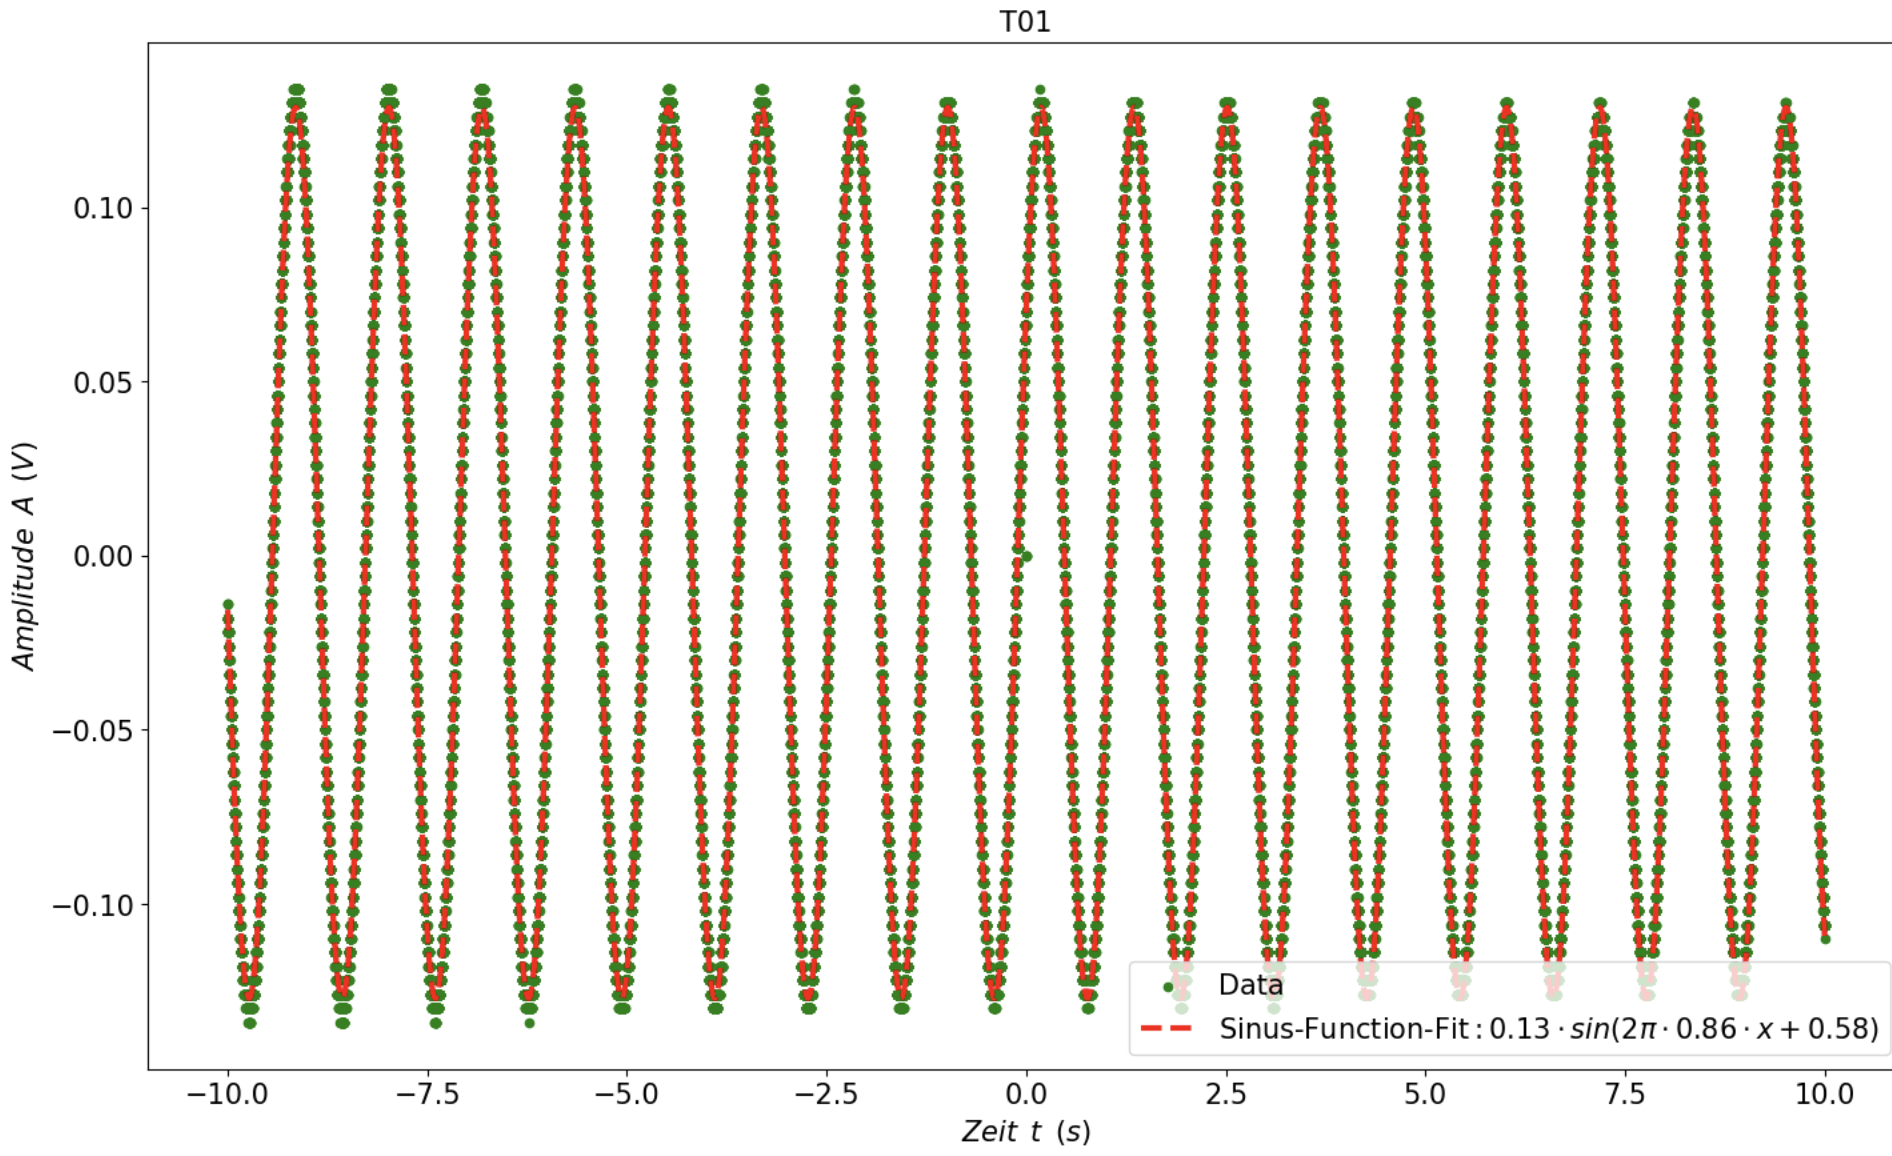 T01
Amplitude A (V)
0.10
0.05
0.00
−0.05
−0.10
Data
Sinus-Function-Fit: 0.13 · sin(2π · 0.86 · x + 0.58)
−10.0 −7.5 −5.0 −2.5 0.0 2.5 5.0 7.5 10.0
Zeit t (s)